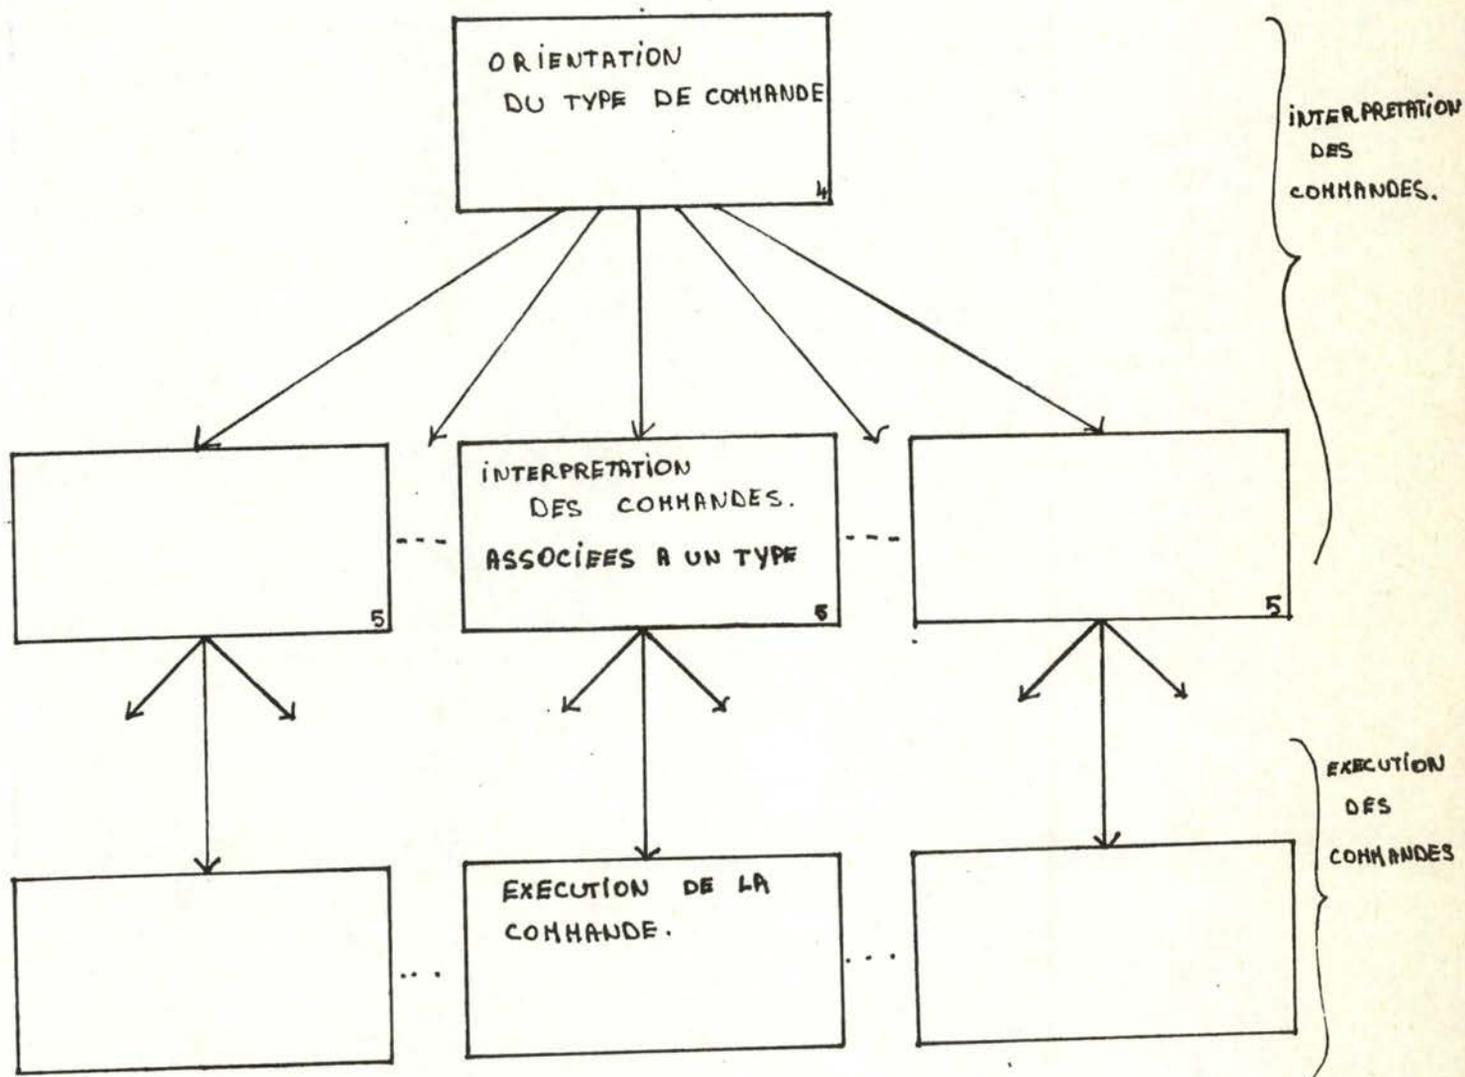 ORIENTATION
DU TYPE DE COMMANDE
4
INTERPRETATION
DES
COMMANDES.
5
INTERPRETATION
DES COMMANDES.
ASSOCIEES A UN TYPE
5
5
EXECUTION
DES
COMMANDES
EXECUTION DE LA
COMMANDE.